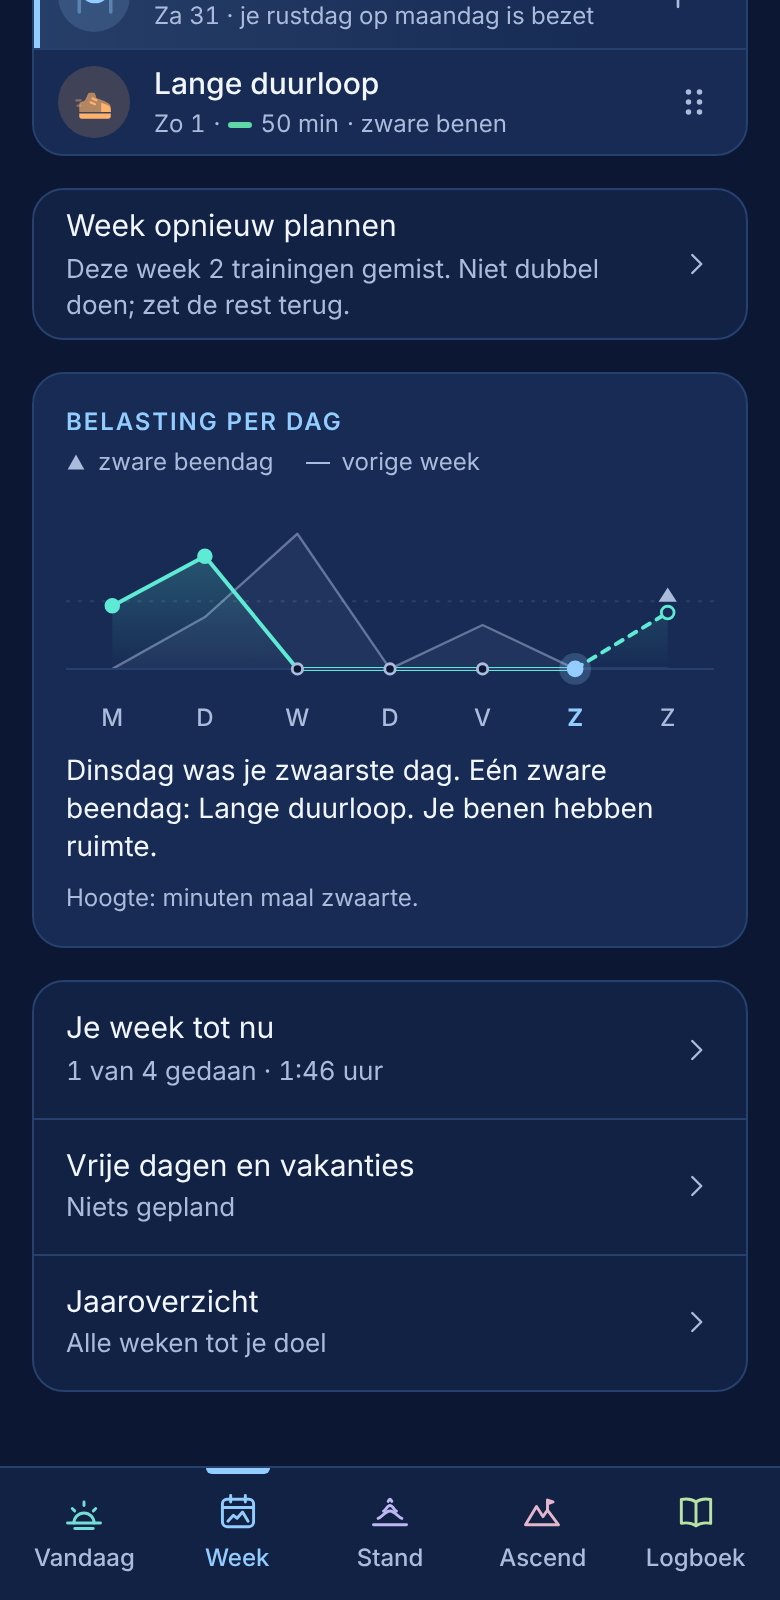 Za 31 · je rustdag op maandag is bezet
Lange duurloop
Zo 1 · 50 min · zware benen
Week opnieuw plannen
Deze week 2 trainingen gemist. Niet dubbel
doen; zet de rest terug.
BELASTING PER DAG
zware beendag — vorige week
M D W D V Z Z
Dinsdag was je zwaarste dag. Eén zware
beendag: Lange duurloop. Je benen hebben
ruimte.
Hoogte: minuten maal zwaarte.
Je week tot nu
1 van 4 gedaan · 1:46 uur
Vrije dagen en vakanties
Niets gepland
Jaaroverzicht
Alle weken tot je doel
Vandaag Week Stand Ascend Logboek